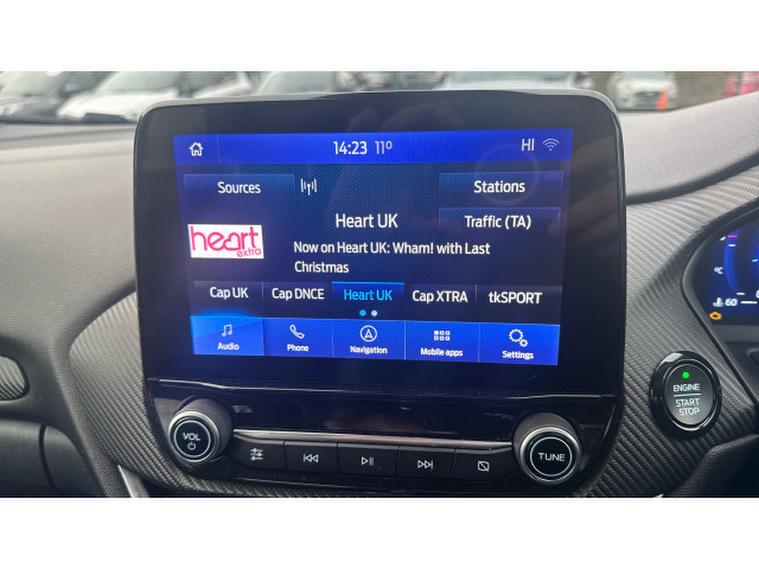 14:23 11° HI
Sources
Stations
Heart UK
Traffic (TA)
heart
extra
Now on Heart UK: Wham! with Last
Christmas
Cap UK Cap DNCE Heart UK Cap XTRA tkSPORT
Audio Phone Navigation Mobile apps Settings
°C
60
ENGINE
START
STOP
VOL
TUNE